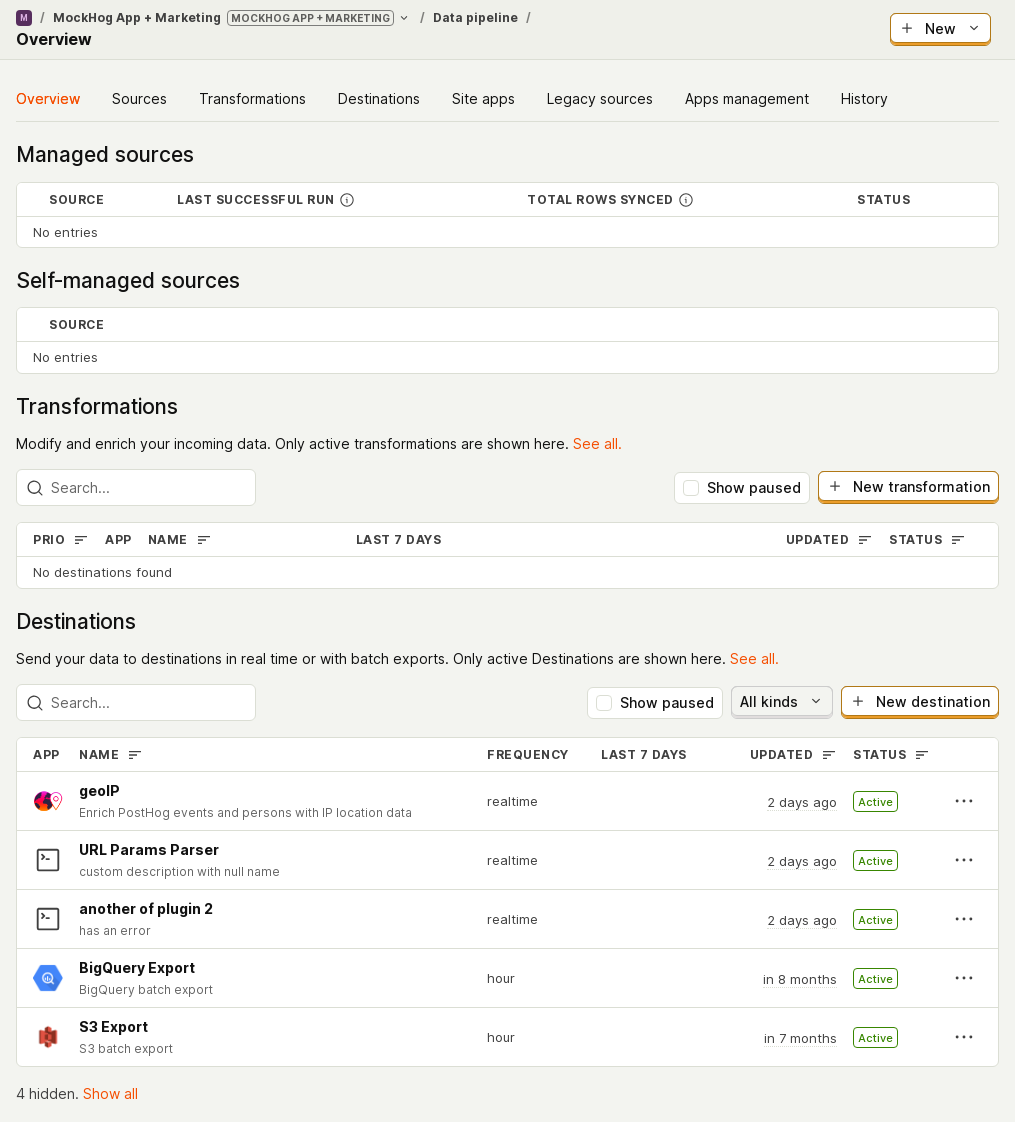 M / MockHog App + Marketing MOCKHOG APP + MARKETING / Data pipeline /
Overview
New
Overview Sources Transformations Destinations Site apps Legacy sources Apps management History
Managed sources
SOURCE LAST SUCCESSFUL RUN TOTAL ROWS SYNCED STATUS
No entries
Self-managed sources
SOURCE
No entries
Transformations
Modify and enrich your incoming data. Only active transformations are shown here. See all.
Search... Show paused New transformation
PRIO APP NAME LAST 7 DAYS UPDATED STATUS
No destinations found
Destinations
Send your data to destinations in real time or with batch exports. Only active Destinations are shown here. See all.
Search... Show paused All kinds New destination
APP NAME FREQUENCY LAST 7 DAYS UPDATED STATUS
geoIP
Enrich PostHog events and persons with IP location data
realtime 2 days ago Active
URL Params Parser
custom description with null name
realtime 2 days ago Active
another of plugin 2
has an error
realtime 2 days ago Active
BigQuery Export
BigQuery batch export
hour in 8 months Active
S3 Export
S3 batch export
hour in 7 months Active
4 hidden. Show all